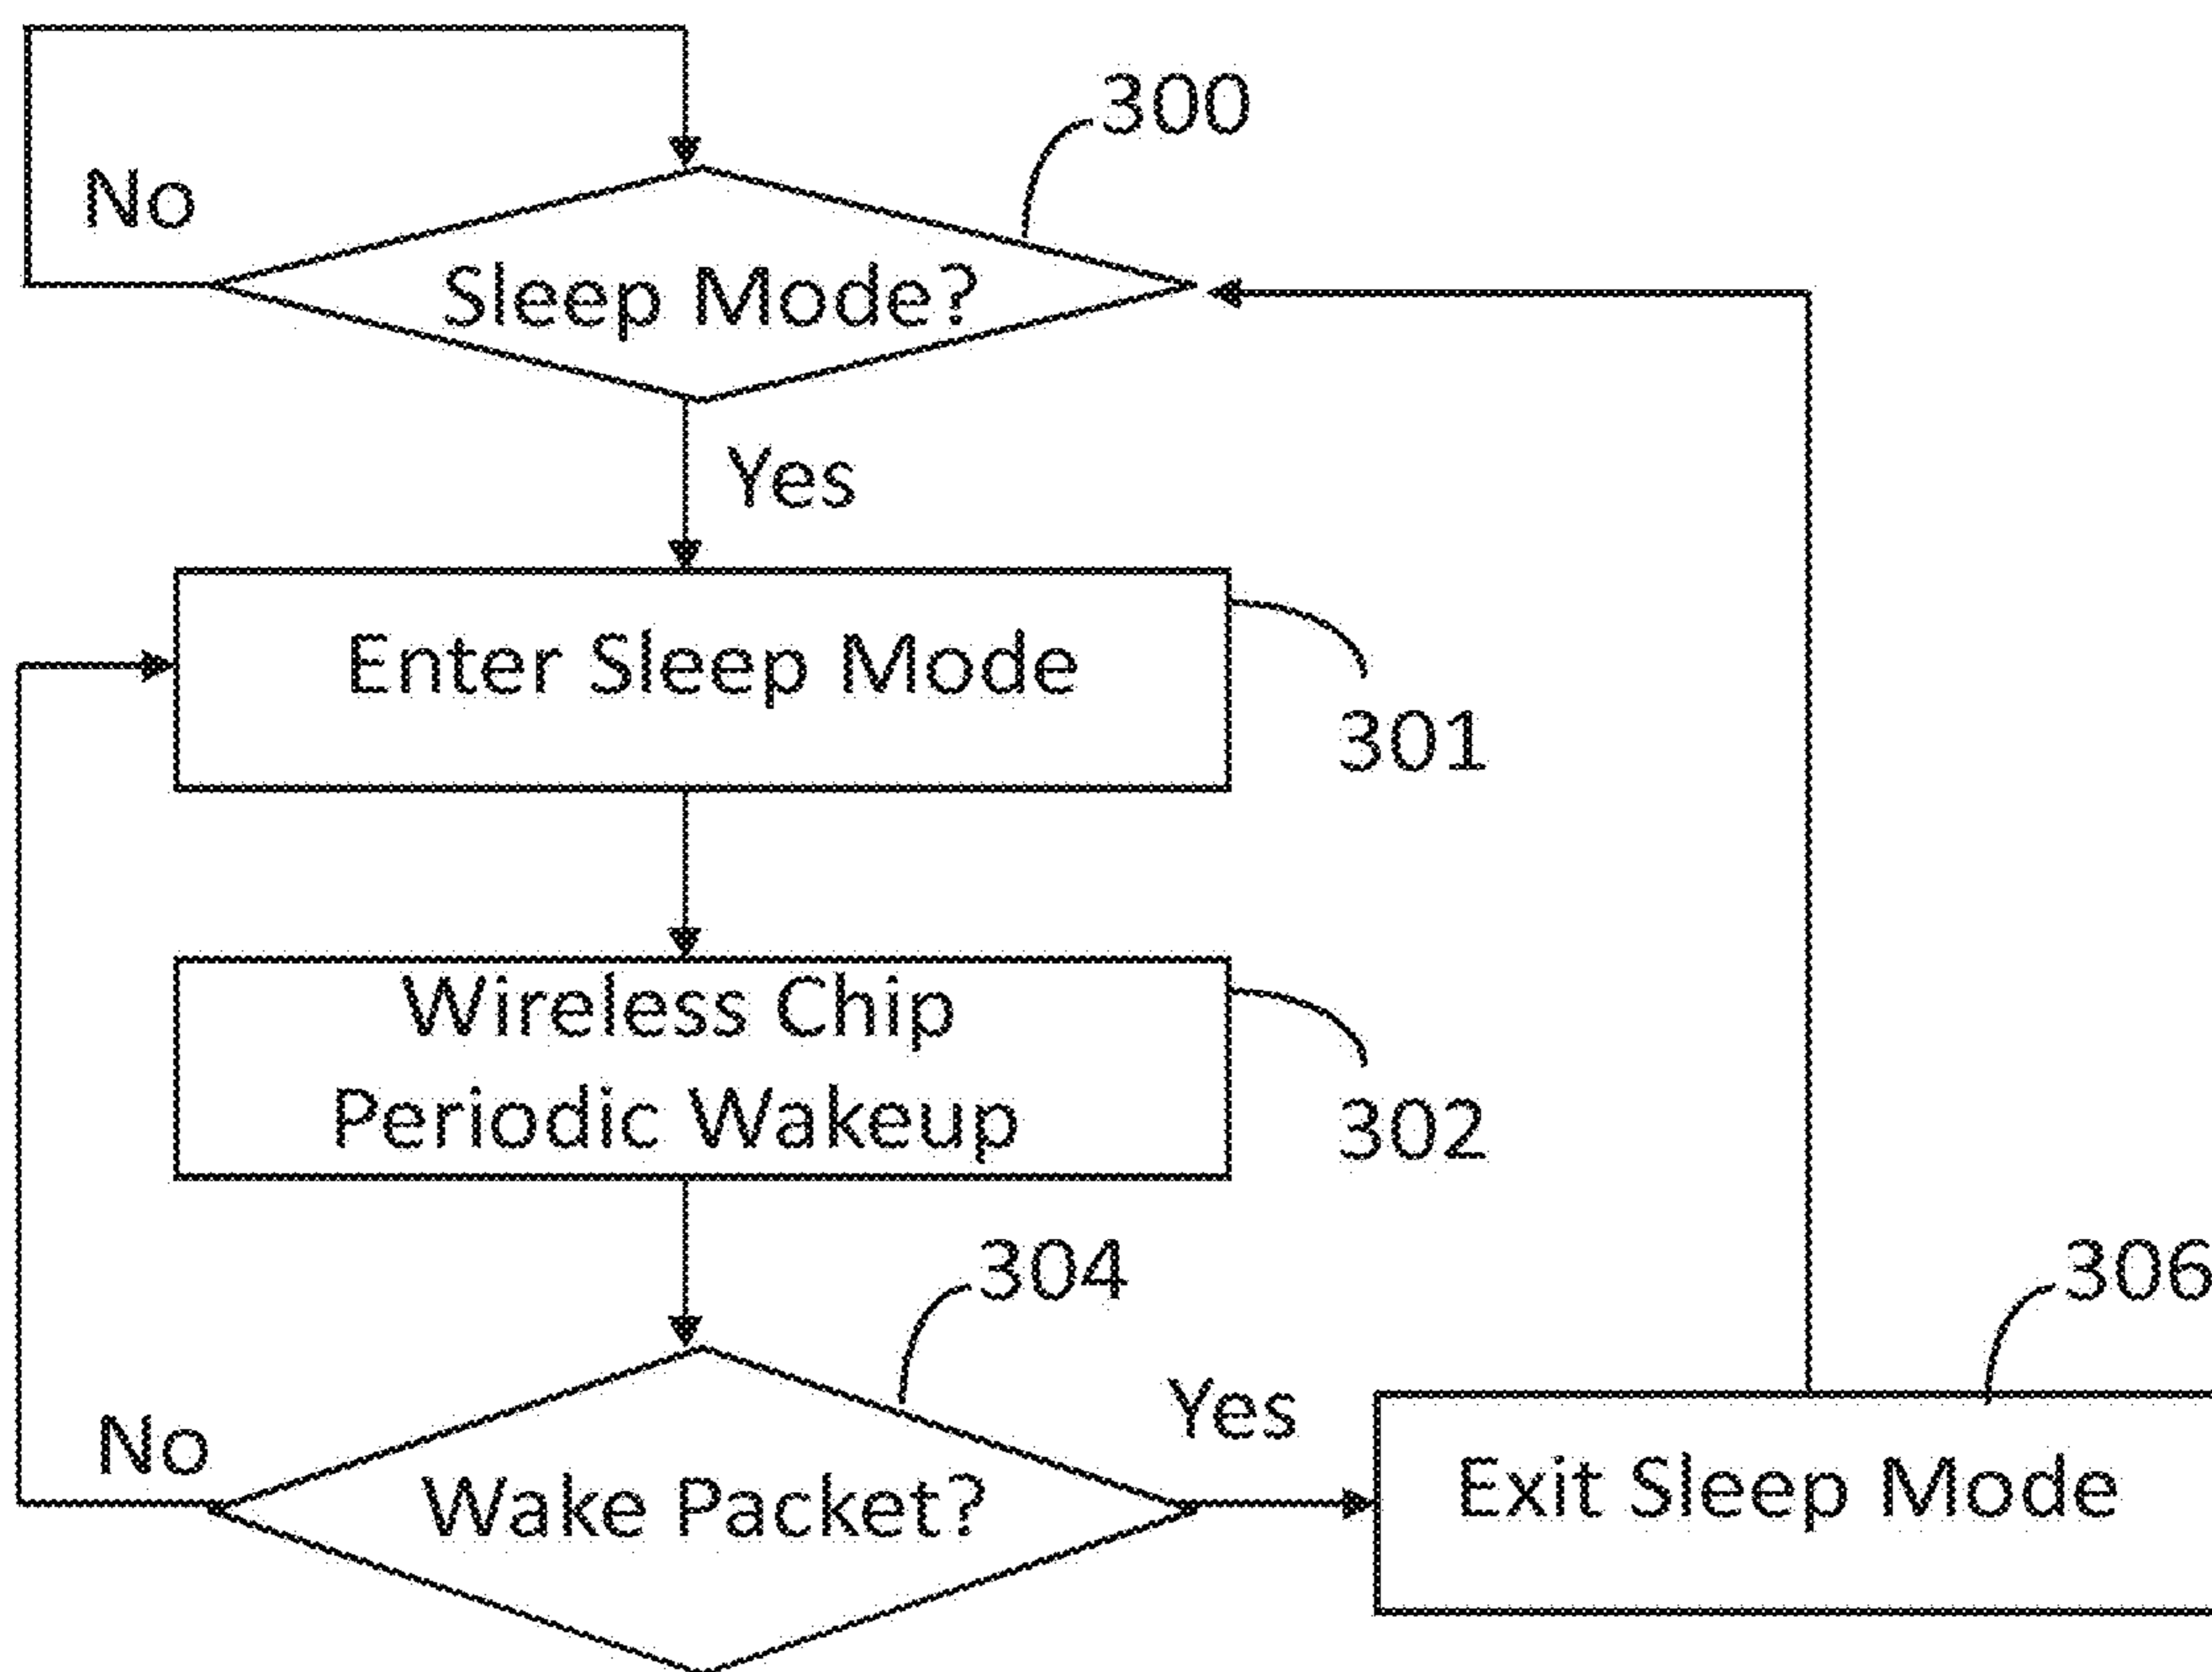 300
No
Sleep Mode?
Yes
Enter Sleep Mode
301
Wireless Chip
Periodic Wakeup
302
304
306
Yes
No
Wake Packet?
Exit Sleep Mode